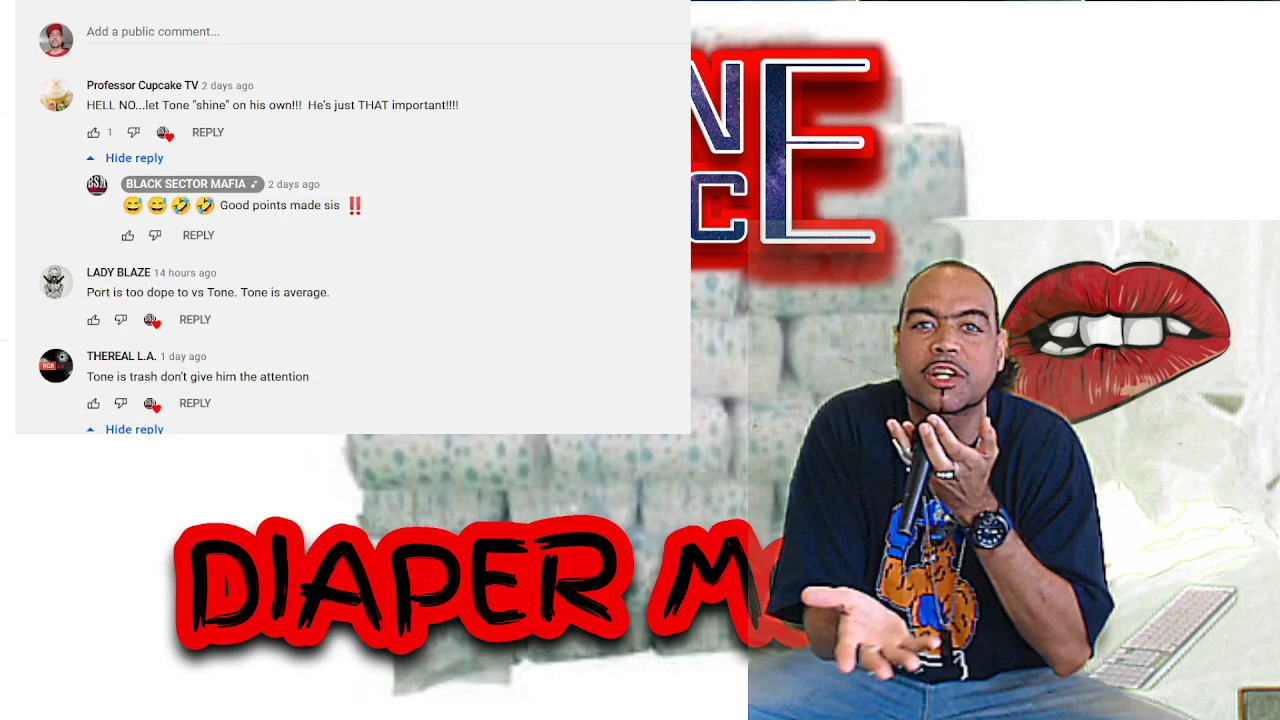 Add a public comment...
Professor Cupcake TV 2 days ago
HELL NO...let Tone "shine" on his own!!! He's just THAT important!!!!
1 REPLY
Hide reply
BLACK SECTOR MAFIA 2 days ago
😅 😅 🤣 🤣 Good points made sis ‼️
REPLY
LADY BLAZE 14 hours ago
Port is too dope to vs Tone. Tone is average.
REPLY
THEREAL L.A. 1 day ago
Tone is trash don't give him the attention
REPLY
Hide reply
NE
C
DIAPER